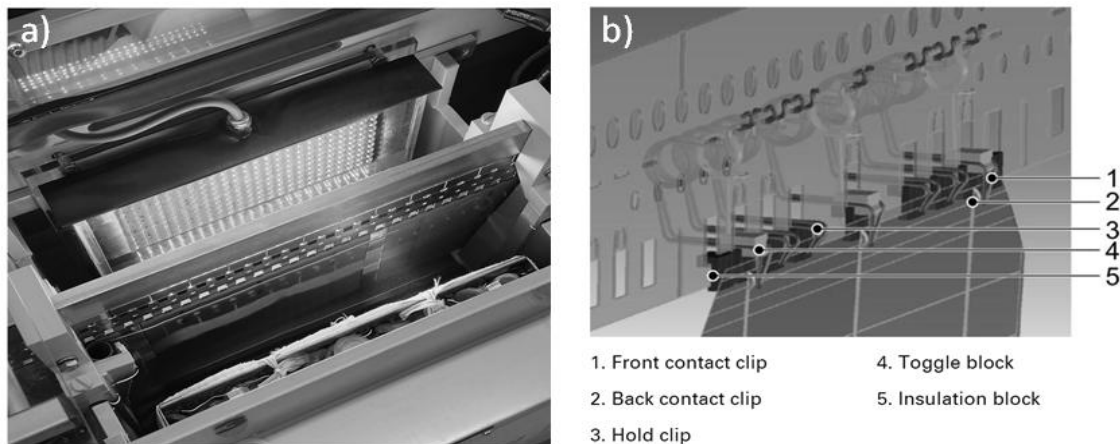 a)
b)
1
2
3
4
5
1. Front contact clip
2. Back contact clip
3. Hold clip
4. Toggle block
5. Insulation block